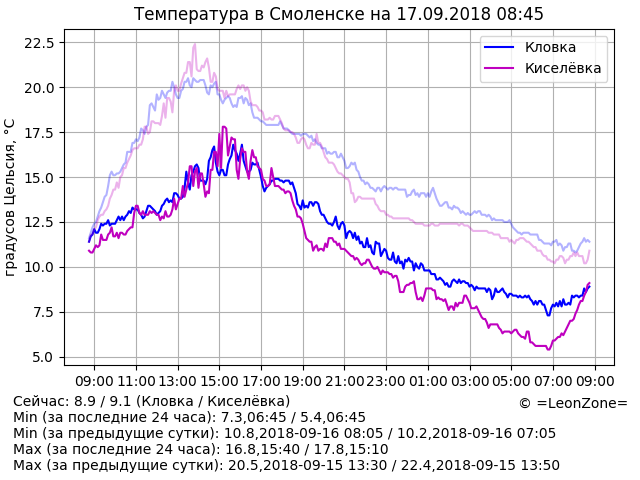 Температура в Смоленске на 17.09.2018 08:45
градусов Цельсия, °C
22.5
20.0
17.5
15.0
12.5
10.0
7.5
5.0
Кловка
Киселёвка
09:00 11:00 13:00 15:00 17:00 19:00 21:00 23:00 01:00 03:00 05:00 07:00 09:00
Сейчас: 8.9 / 9.1 (Кловка / Киселёвка)
© =LeonZone=
Min (за последние 24 часа): 7.3,06:45 / 5.4,06:45
Min (за предыдущие сутки): 10.8,2018-09-16 08:05 / 10.2,2018-09-16 07:05
Max (за последние 24 часа): 16.8,15:40 / 17.8,15:10
Max (за предыдущие сутки): 20.5,2018-09-15 13:30 / 22.4,2018-09-15 13:50